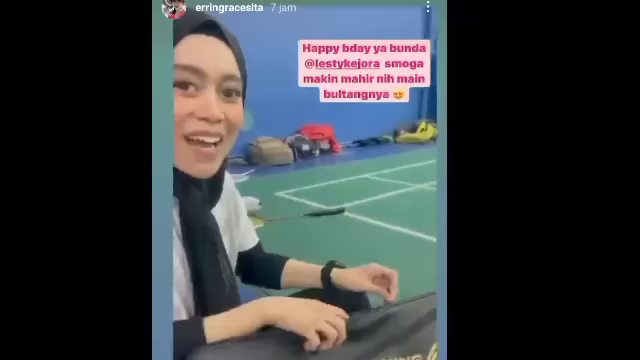 erringracesita 7 jam
Happy bday ya bunda
@lestykejora smoga
makin mahir nih main
bultangnya 😍